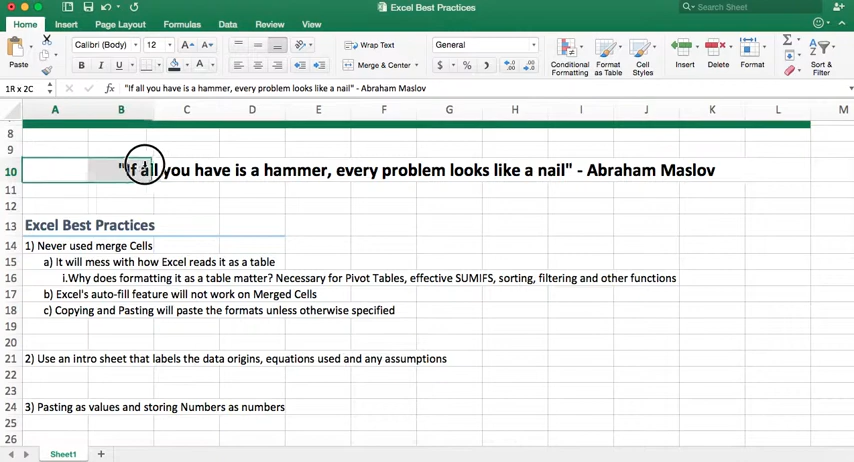 Excel Best Practices
Search Sheet
Home Insert Page Layout Formulas Data Review View
Paste Calibri (Body) 12 A A Wrap Text General
B I U A Merge & Center $ % Conditional Formatting Format as Table Cell Styles Insert Delete Format Sort & Filter
1R x 2C fx "If all you have is a hammer, every problem looks like a nail" - Abraham Maslov
A B C D E F G H I J K L M
8
9
10 "If all you have is a hammer, every problem looks like a nail" - Abraham Maslov
11
12
13 Excel Best Practices
14 1) Never used merge Cells
15 a) It will mess with how Excel reads it as a table
16 i.Why does formatting it as a table matter? Necessary for Pivot Tables, effective SUMIFS, sorting, filtering and other functions
17 b) Excel's auto-fill feature will not work on Merged Cells
18 c) Copying and Pasting will paste the formats unless otherwise specified
19
20
21 2) Use an intro sheet that labels the data origins, equations used and any assumptions
22
23
24 3) Pasting as values and storing Numbers as numbers
25
26
Sheet1 +